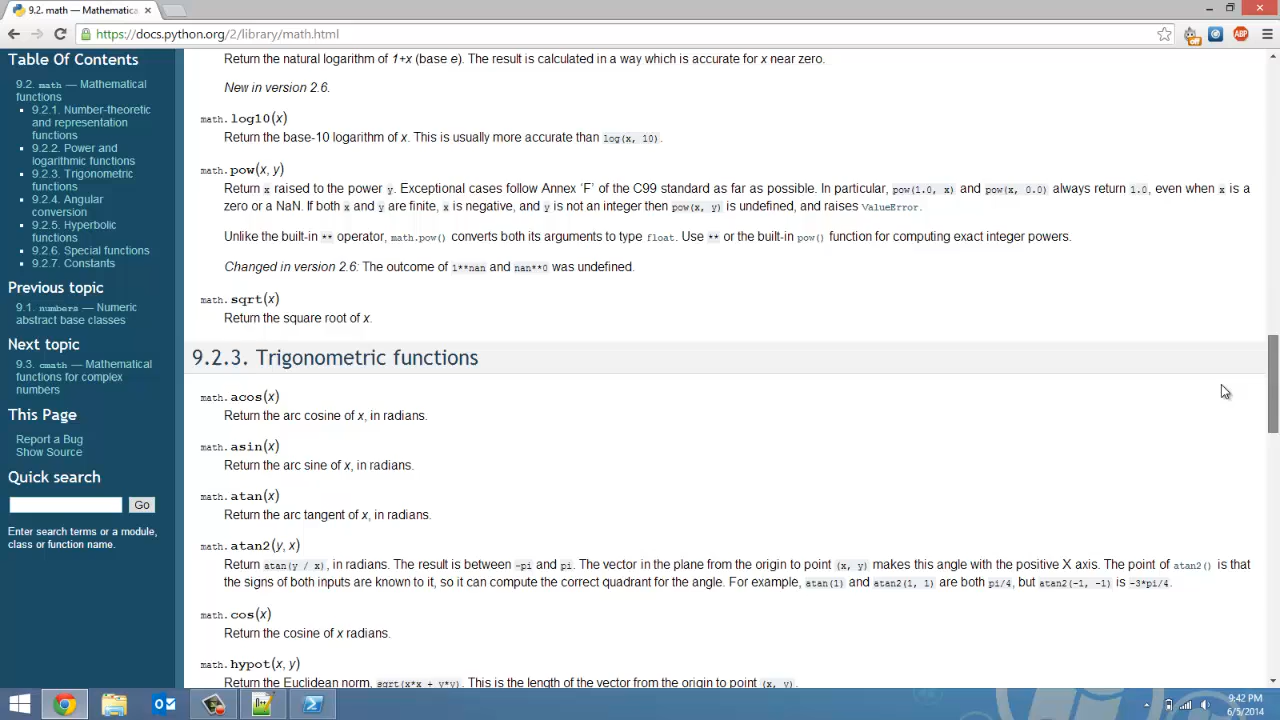 9.2. math — Mathematica
https://docs.python.org/2/library/math.html
ABP
Table Of Contents
9.2. math — Mathematical
functions
9.2.1. Number-theoretic
and representation
functions
9.2.2. Power and
logarithmic functions
9.2.3. Trigonometric
functions
9.2.4. Angular
conversion
9.2.5. Hyperbolic
functions
9.2.6. Special functions
9.2.7. Constants
Previous topic
9.1. numbers — Numeric
abstract base classes
Next topic
9.3. cmath — Mathematical
functions for complex
numbers
This Page
Report a Bug
Show Source
Quick search
Go
Enter search terms or a module,
class or function name.
Return the natural logarithm of 1+x (base e). The result is calculated in a way which is accurate for x near zero.
New in version 2.6.
math.log10(x)
Return the base-10 logarithm of x. This is usually more accurate than log(x, 10).
math.pow(x, y)
Return x raised to the power y. Exceptional cases follow Annex ‘F’ of the C99 standard as far as possible. In particular, pow(1.0, x) and pow(x, 0.0) always return 1.0, even when x is a
zero or a NaN. If both x and y are finite, x is negative, and y is not an integer then pow(x, y) is undefined, and raises ValueError.
Unlike the built-in ** operator, math.pow() converts both its arguments to type float. Use ** or the built-in pow() function for computing exact integer powers.
Changed in version 2.6: The outcome of 1**nan and nan**0 was undefined.
math.sqrt(x)
Return the square root of x.
9.2.3. Trigonometric functions
math.acos(x)
Return the arc cosine of x, in radians.
math.asin(x)
Return the arc sine of x, in radians.
math.atan(x)
Return the arc tangent of x, in radians.
math.atan2(y, x)
Return atan(y / x), in radians. The result is between -pi and pi. The vector in the plane from the origin to point (x, y) makes this angle with the positive X axis. The point of atan2() is that
the signs of both inputs are known to it, so it can compute the correct quadrant for the angle. For example, atan(1) and atan2(1, 1) are both pi/4, but atan2(-1, -1) is -3*pi/4.
math.cos(x)
Return the cosine of x radians.
math.hypot(x, y)
Return the Euclidean norm, sqrt(x*x + y*y). This is the length of the vector from the origin to point (x, y).
9:42 PM
6/5/2014